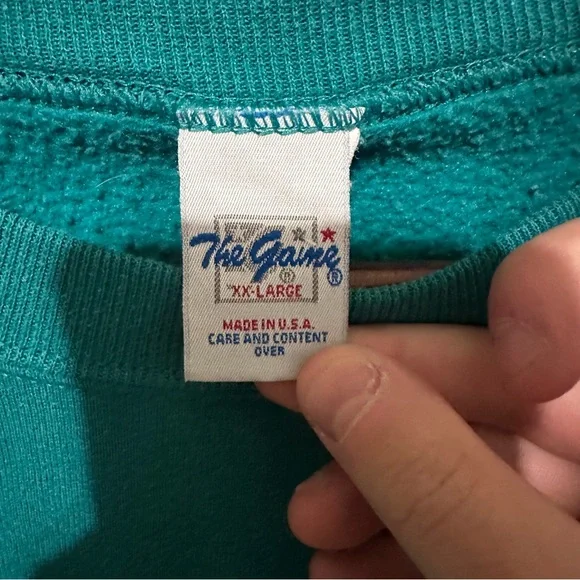 The Game®
®
XX-LARGE
MADE IN U.S.A.
CARE AND CONTENT
OVER